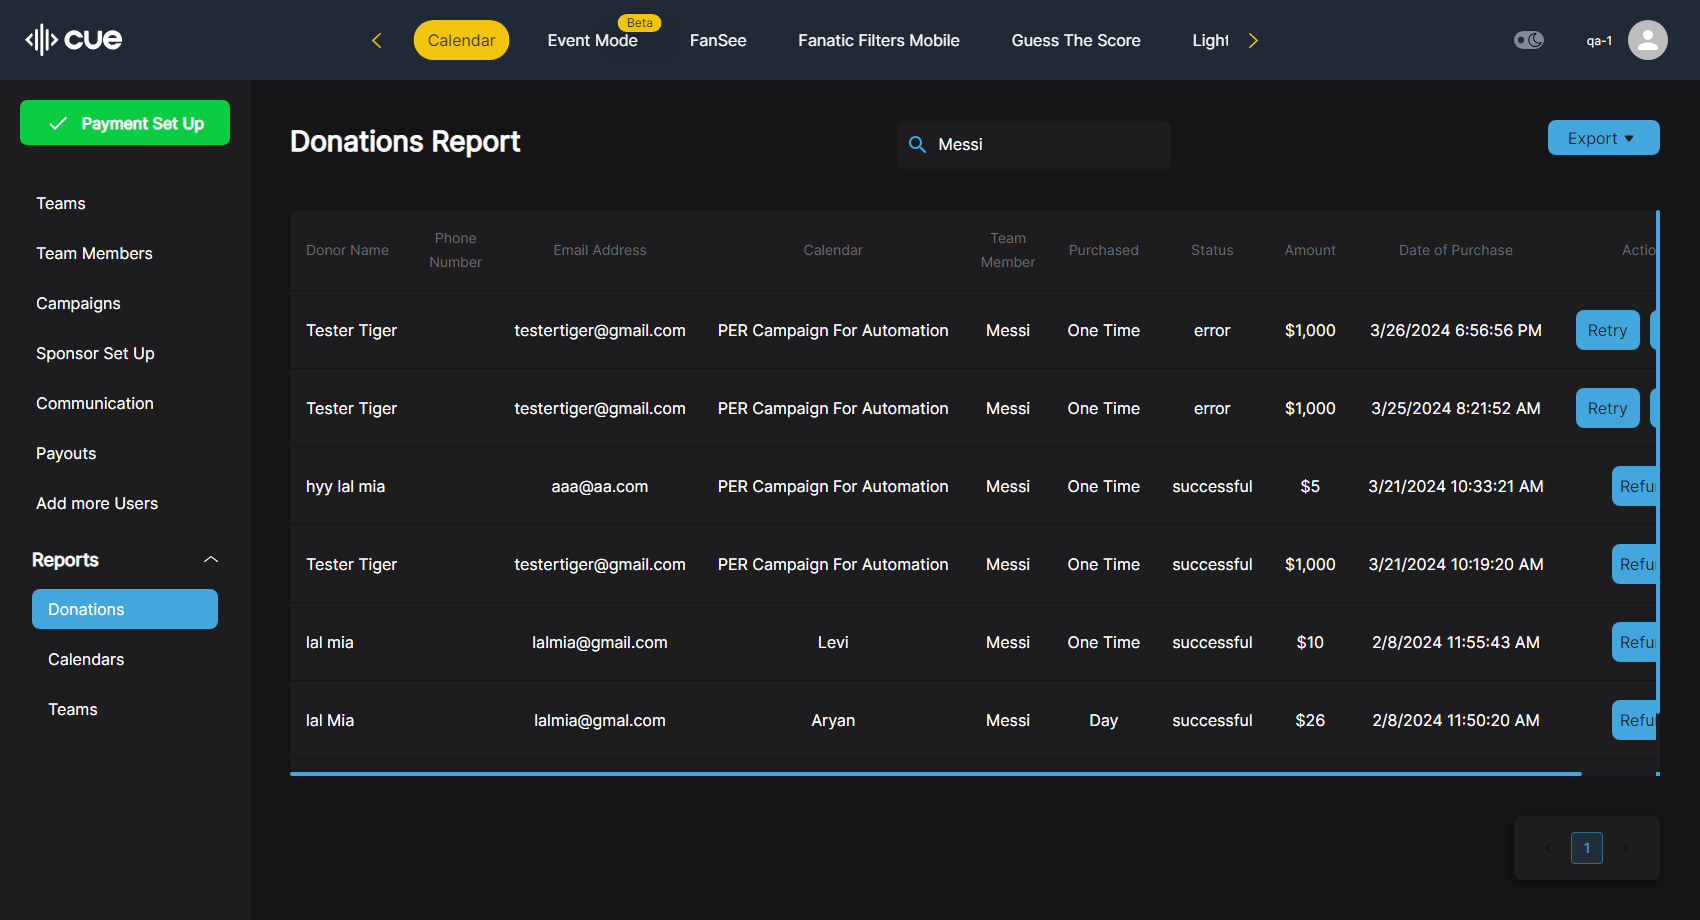 cue
Calendar
Event Mode
Beta
FanSee
Fanatic Filters Mobile
Guess The Score
Light
qa-1
Payment Set Up
Teams
Team Members
Campaigns
Sponsor Set Up
Communication
Payouts
Add more Users
Reports
Donations
Calendars
Teams
Donations Report
Messi
Export
Donor Name Phone Number Email Address Calendar Team Member Purchased Status Amount Date of Purchase Actio
Tester Tiger testertiger@gmail.com PER Campaign For Automation Messi One Time error $1,000 3/26/2024 6:56:56 PM Retry
Tester Tiger testertiger@gmail.com PER Campaign For Automation Messi One Time error $1,000 3/25/2024 8:21:52 AM Retry
hyy lal mia aaa@aa.com PER Campaign For Automation Messi One Time successful $5 3/21/2024 10:33:21 AM Refu
Tester Tiger testertiger@gmail.com PER Campaign For Automation Messi One Time successful $1,000 3/21/2024 10:19:20 AM Refu
lal mia lalmia@gmail.com Levi Messi One Time successful $10 2/8/2024 11:55:43 AM Refu
lal Mia lalmia@gmal.com Aryan Messi Day successful $26 2/8/2024 11:50:20 AM Refu
1